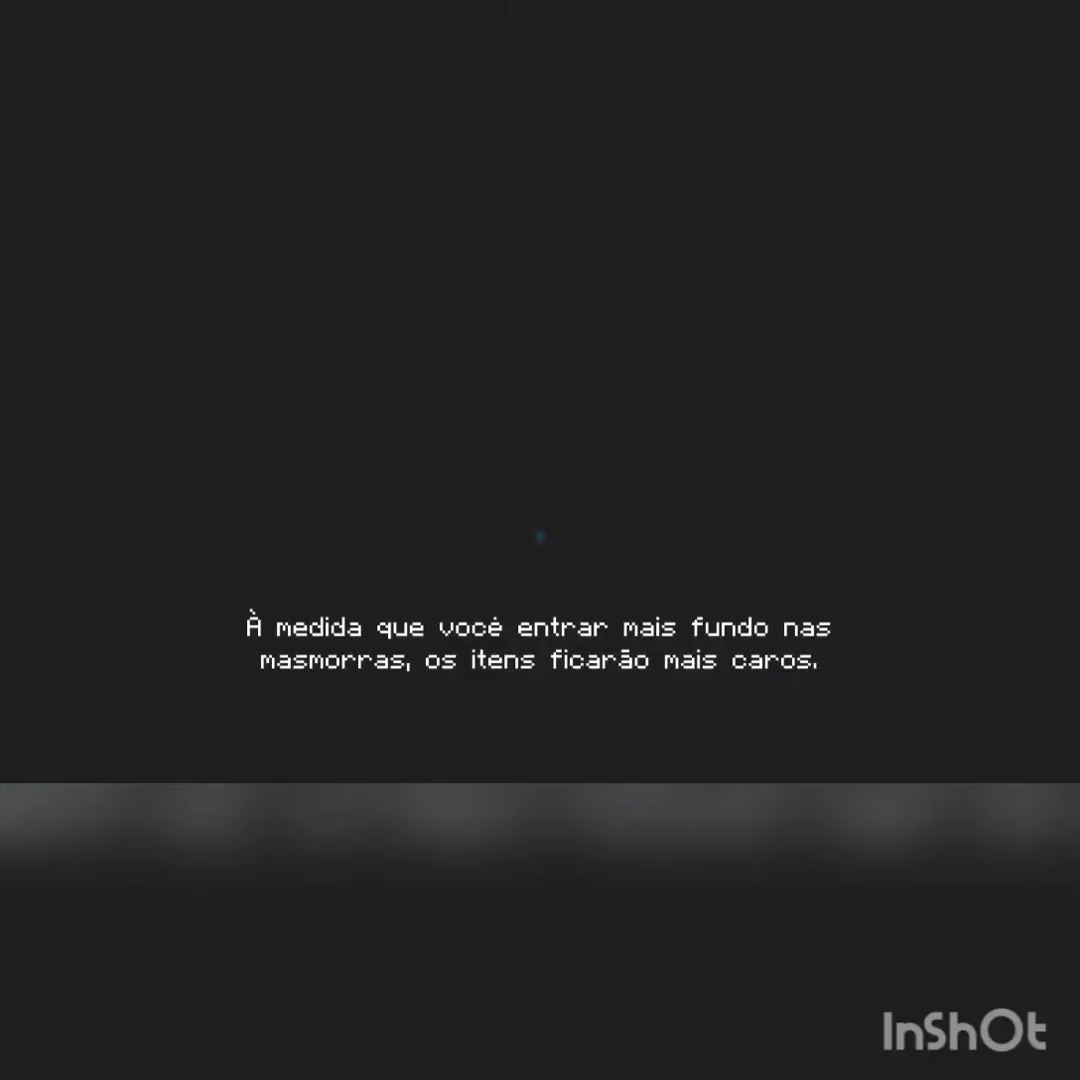 À medida que você entrar mais fundo nas
masmorras, os itens ficarão mais caros.
InShOt